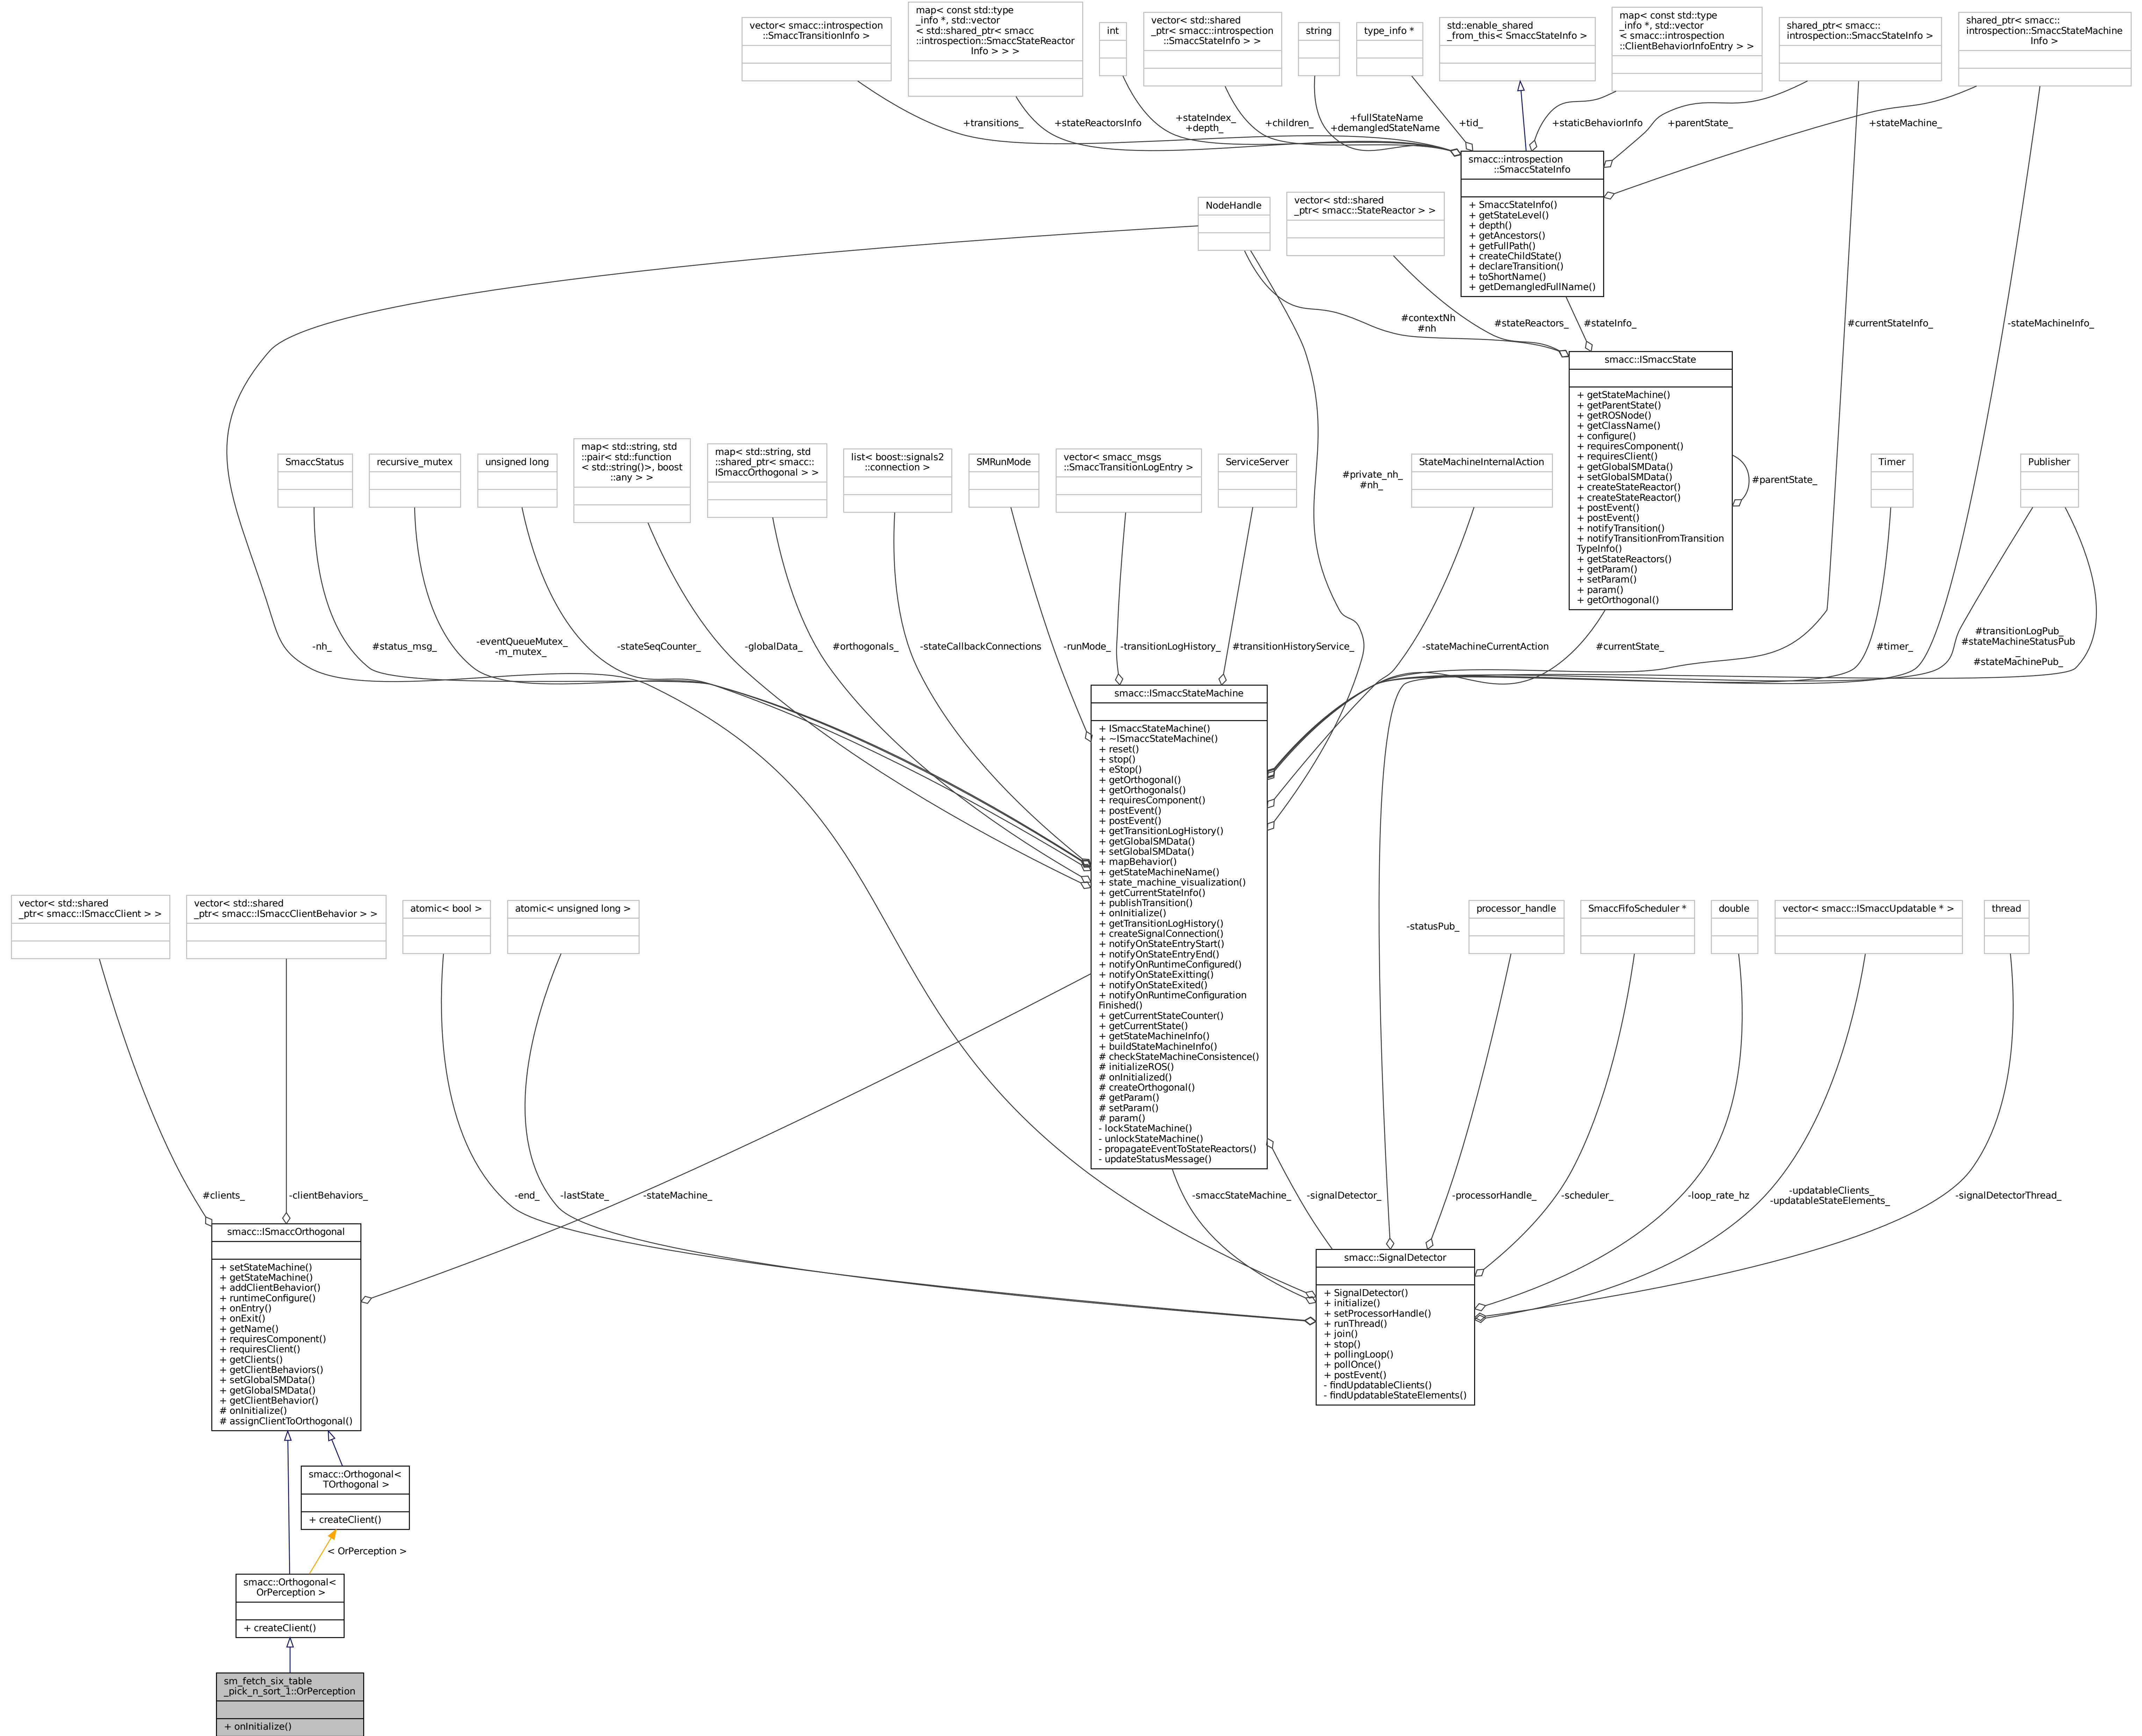 vector< smacc::introspection
::SmaccTransitionInfo >
map< const std::type
_info *, std::vector
< std::shared_ptr< smacc
::introspection::SmaccStateReactor
Info > > >
int
vector< std::shared
_ptr< smacc::introspection
::SmaccStateInfo > >
string
type_info *
std::enable_shared
_from_this< SmaccStateInfo >
map< const std::type
_info *, std::vector
< smacc::introspection
::ClientBehaviorInfoEntry > >
shared_ptr< smacc::
introspection::SmaccStateInfo >
shared_ptr< smacc::
introspection::SmaccStateMachine
Info >
+transitions_
+stateReactorsInfo
+stateIndex_
+depth_
+children_
+fullStateName
+demangledStateName
+tid_
+staticBehaviorInfo
+parentState_
+stateMachine_
smacc::introspection
::SmaccStateInfo
+ SmaccStateInfo()
+ getStateLevel()
+ depth()
+ getAncestors()
+ getFullPath()
+ createChildState()
+ declareTransition()
+ toShortName()
+ getDemangledFullName()
NodeHandle
vector< std::shared
_ptr< smacc::StateReactor > >
#contextNh
#nh
#stateReactors_
#stateInfo_
#currentStateInfo_
-stateMachineInfo_
smacc::ISmaccState
+ getStateMachine()
+ getParentState()
+ getROSNode()
+ getClassName()
+ configure()
+ requiresComponent()
+ requiresClient()
+ getGlobalSMData()
+ setGlobalSMData()
+ createStateReactor()
+ createStateReactor()
+ postEvent()
+ postEvent()
+ notifyTransition()
+ notifyTransitionFromTransition
TypeInfo()
+ getStateReactors()
+ getParam()
+ setParam()
+ param()
+ getOrthogonal()
#parentState_
SmaccStatus
recursive_mutex
unsigned long
map< std::string, std
::pair< std::function
< std::string()>, boost
::any > >
map< std::string, std
::shared_ptr< smacc::
ISmaccOrthogonal > >
list< boost::signals2
::connection >
SMRunMode
vector< smacc_msgs
::SmaccTransitionLogEntry >
ServiceServer
#private_nh_
#nh_
StateMachineInternalAction
Timer
Publisher
-nh_
#status_msg_
-eventQueueMutex_
-m_mutex_
-stateSeqCounter_
-globalData_
#orthogonals_
-stateCallbackConnections
-runMode_
-transitionLogHistory_
#transitionHistoryService_
-stateMachineCurrentAction
#currentState_
#timer_
#transitionLogPub_
#stateMachineStatusPub
_
#stateMachinePub_
smacc::ISmaccStateMachine
+ ISmaccStateMachine()
+ ~ISmaccStateMachine()
+ reset()
+ stop()
+ eStop()
+ getOrthogonal()
+ getOrthogonals()
+ requiresComponent()
+ postEvent()
+ postEvent()
+ getTransitionLogHistory()
+ getGlobalSMData()
+ setGlobalSMData()
+ mapBehavior()
+ getStateMachineName()
+ state_machine_visualization()
+ getCurrentStateInfo()
+ publishTransition()
+ onInitialize()
+ getTransitionLogHistory()
+ createSignalConnection()
+ notifyOnStateEntryStart()
+ notifyOnStateEntryEnd()
+ notifyOnRuntimeConfigured()
+ notifyOnStateExitting()
+ notifyOnStateExited()
+ notifyOnRuntimeConfiguration
Finished()
+ getCurrentStateCounter()
+ getCurrentState()
+ getStateMachineInfo()
+ buildStateMachineInfo()
# checkStateMachineConsistence()
# initializeROS()
# onInitialized()
# createOrthogonal()
# getParam()
# setParam()
# param()
- lockStateMachine()
- unlockStateMachine()
- propagateEventToStateReactors()
- updateStatusMessage()
vector< std::shared
_ptr< smacc::ISmaccClient > >
vector< std::shared
_ptr< smacc::ISmaccClientBehavior > >
atomic< bool >
atomic< unsigned long >
-statusPub_
processor_handle
SmaccFifoScheduler *
double
vector< smacc::ISmaccUpdatable * >
thread
#clients_
-clientBehaviors_
-end_
-lastState_
-stateMachine_
-smaccStateMachine_
-signalDetector_
-processorHandle_
-scheduler_
-loop_rate_hz
-updatableClients_
-updatableStateElements_
-signalDetectorThread_
smacc::ISmaccOrthogonal
+ setStateMachine()
+ getStateMachine()
+ addClientBehavior()
+ runtimeConfigure()
+ onEntry()
+ onExit()
+ getName()
+ requiresComponent()
+ requiresClient()
+ getClients()
+ getClientBehaviors()
+ setGlobalSMData()
+ getGlobalSMData()
+ getClientBehavior()
# onInitialize()
# assignClientToOrthogonal()
smacc::SignalDetector
+ SignalDetector()
+ initialize()
+ setProcessorHandle()
+ runThread()
+ join()
+ stop()
+ pollingLoop()
+ pollOnce()
+ postEvent()
- findUpdatableClients()
- findUpdatableStateElements()
smacc::Orthogonal<
TOrthogonal >
+ createClient()
< OrPerception >
smacc::Orthogonal<
OrPerception >
+ createClient()
sm_fetch_six_table
_pick_n_sort_1::OrPerception
+ onInitialize()